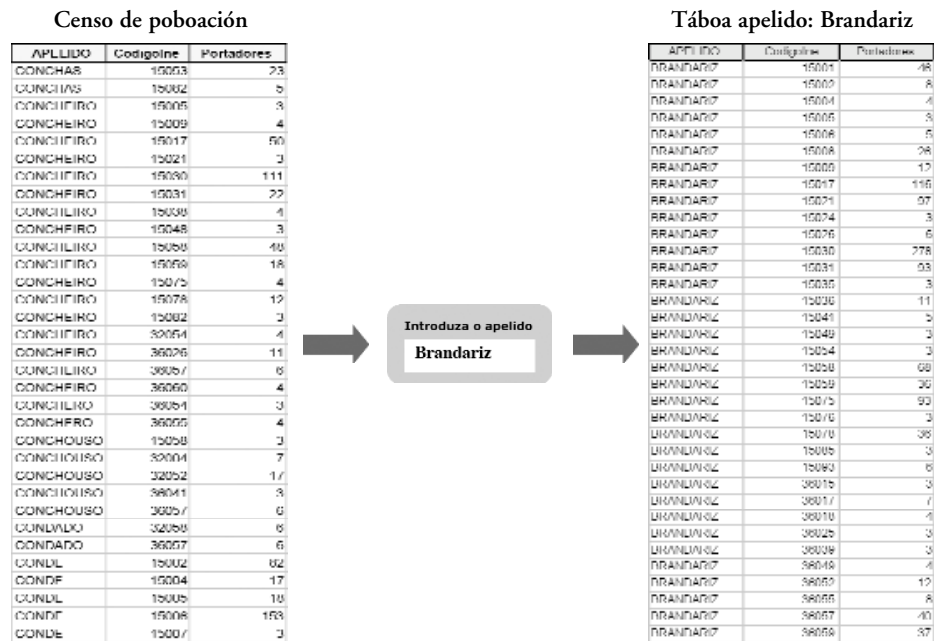 Censo de poboación
APELIDO Codigoine Portadores
CONCHAS 15053 23
CONCHAS 15062 5
CONCHEIRO 15005 3
CONCHEIRO 15009 4
CONCHEIRO 15017 50
CONCHEIRO 15021 3
CONCHEIRO 15030 111
CONCHEIRO 15031 22
CONCHEIRO 15038 4
CONCHEIRO 15048 3
CONCHEIRO 15058 48
CONCHEIRO 15059 18
CONCHEIRO 15075 4
CONCHEIRO 15078 12
CONCHEIRO 15082 3
CONCHEIRO 32054 4
CONCHEIRO 36026 11
CONCHEIRO 36057 6
CONCHEIRO 36060 4
CONCHERO 36054 3
CONCHERO 36055 4
CONCHOUSO 15058 3
CONCHOUSO 32004 7
CONCHOUSO 32052 17
CONCHOUSO 36041 3
CONCHOUSO 36057 6
CONDADO 32058 6
CONDADO 36057 6
CONDE 15002 82
CONDE 15004 17
CONDE 15005 18
CONDE 15006 153
CONDE 15007 3
Introduza o apelido
Brandariz
Táboa apelido: Brandariz
APELIDO Codigoine Portadores
BRANDARIZ 15001 46
BRANDARIZ 15002 8
BRANDARIZ 15004 4
BRANDARIZ 15005 3
BRANDARIZ 15006 5
BRANDARIZ 15008 26
BRANDARIZ 15009 12
BRANDARIZ 15017 116
BRANDARIZ 15021 97
BRANDARIZ 15024 3
BRANDARIZ 15026 6
BRANDARIZ 15030 278
BRANDARIZ 15031 93
BRANDARIZ 15035 3
BRANDARIZ 15036 11
BRANDARIZ 15041 5
BRANDARIZ 15049 3
BRANDARIZ 15054 3
BRANDARIZ 15058 68
BRANDARIZ 15059 36
BRANDARIZ 15075 93
BRANDARIZ 15076 3
BRANDARIZ 15078 36
BRANDARIZ 15085 3
BRANDARIZ 15093 6
BRANDARIZ 36015 3
BRANDARIZ 36017 7
BRANDARIZ 36018 4
BRANDARIZ 36025 3
BRANDARIZ 36039 3
BRANDARIZ 36049 4
BRANDARIZ 36052 12
BRANDARIZ 36055 8
BRANDARIZ 36057 40
BRANDARIZ 36059 37